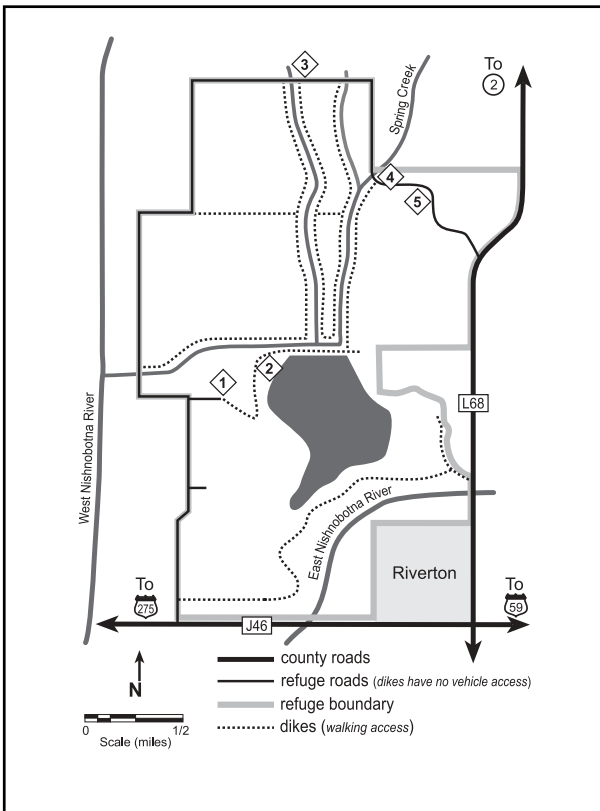 To
2
3
Spring Creek
4
5
1
2
L68
West Nishnobotna River
East Nishnobotna River
Riverton
To
275
To
59
J46
N
0 1/2
Scale (miles)
county roads
refuge roads (dikes have no vehicle access)
refuge boundary
dikes (walking access)